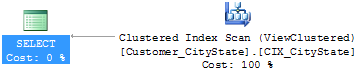 SELECT
Cost: 0 %
Clustered Index Scan (ViewClustered)
[Customer_CityState].[CIX_CityState]
Cost: 100 %